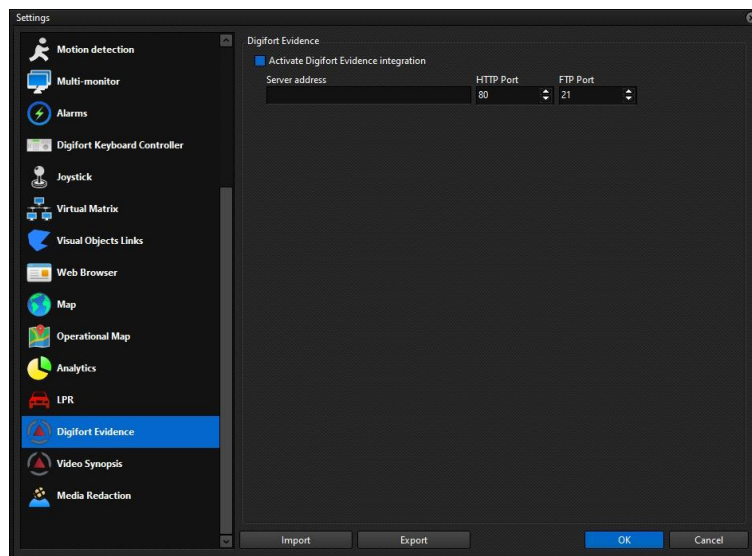 Settings
Motion detection
Multi-monitor
Alarms
Digifort Keyboard Controller
Joystick
Virtual Matrix
Visual Objects Links
Web Browser
Map
Operational Map
Analytics
LPR
Digifort Evidence
Video Synopsis
Media Redaction
Digifort Evidence
Activate Digifort Evidence integration
Server address HTTP Port FTP Port
80 21
Import Export OK Cancel